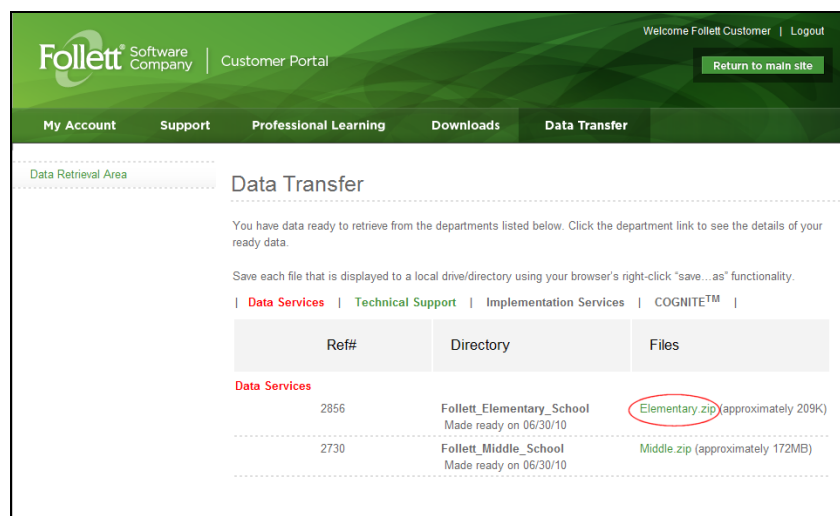 Welcome Follett Customer | Logout
Follett Software Company | Customer Portal
Return to main site
My Account Support Professional Learning Downloads Data Transfer
Data Retrieval Area
Data Transfer
You have data ready to retrieve from the departments listed below. Click the department link to see the details of your
ready data.
Save each file that is displayed to a local drive/directory using your browser's right-click "save...as" functionality.
| Data Services | Technical Support | Implementation Services | COGNITE™ |
Ref# Directory Files
Data Services
2856 Follett_Elementary_School Elementary.zip (approximately 209K)
Made ready on 06/30/10
2730 Follett_Middle_School Middle.zip (approximately 172MB)
Made ready on 06/30/10